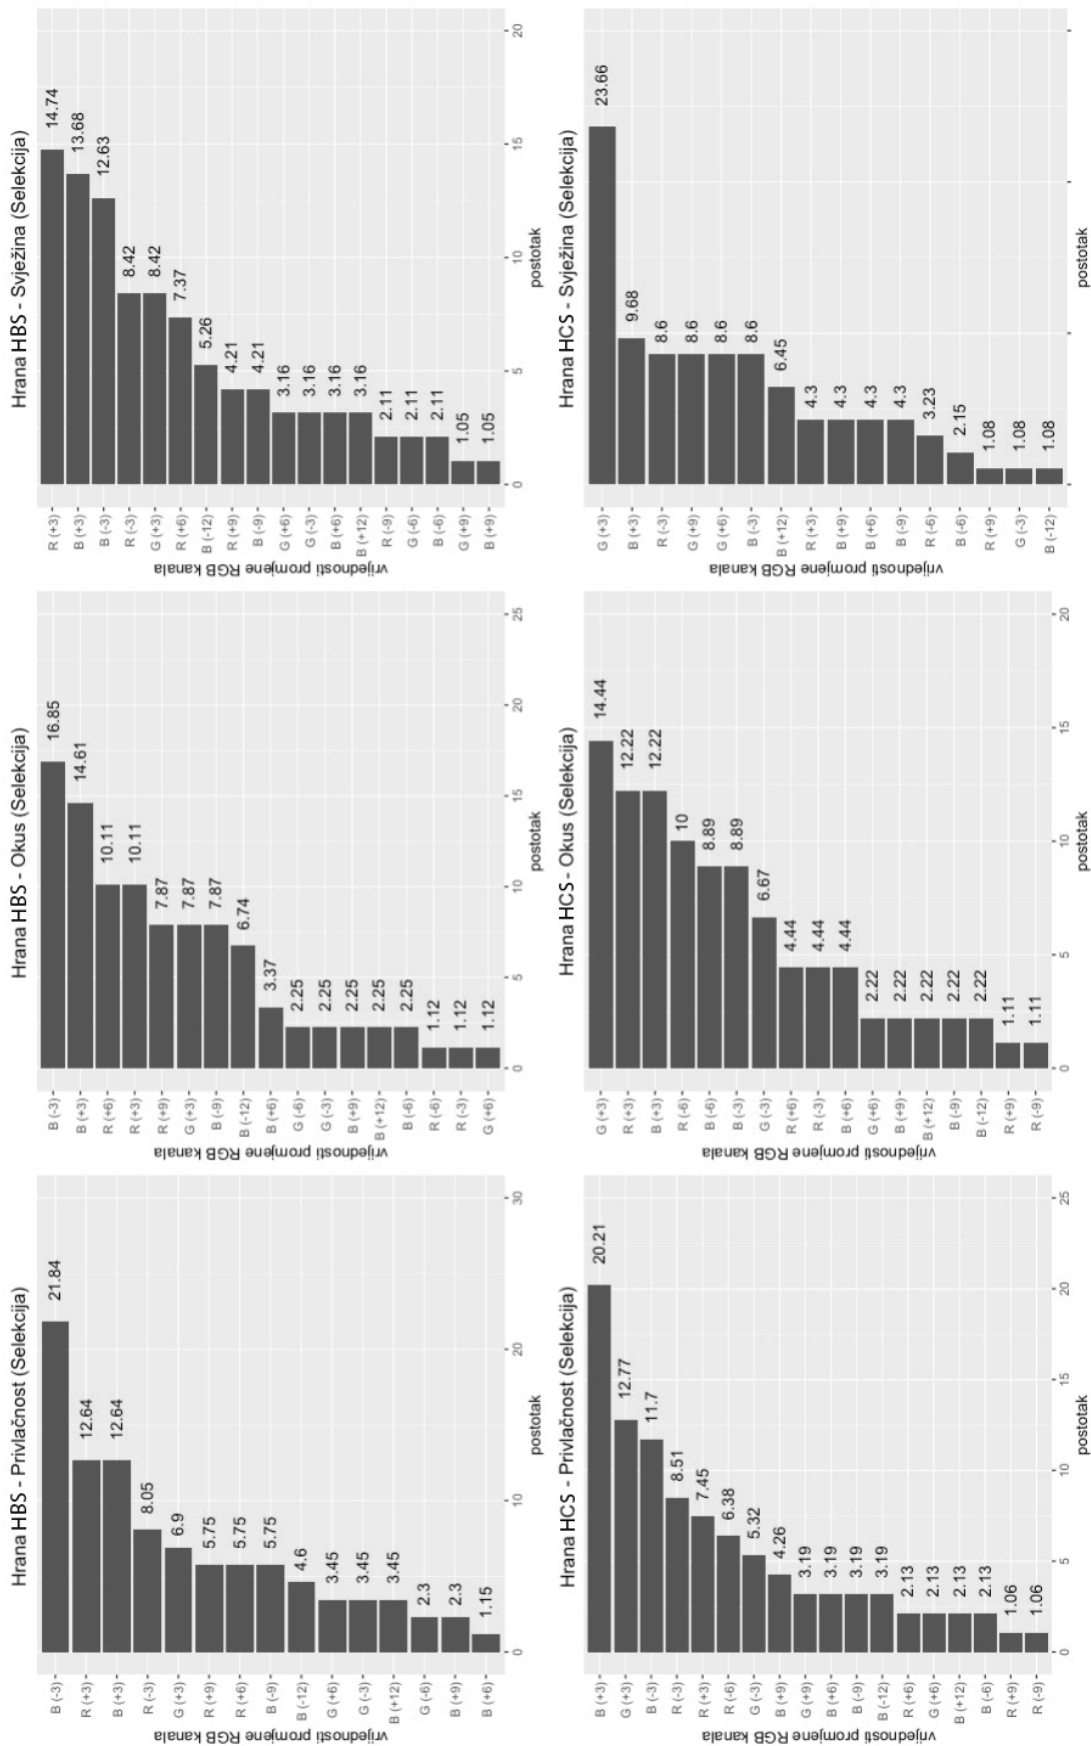 Hrana HBS - Privlačnost (Selekcija)
vrijednosti promjene RGB kanala
B (-3) 21.84
R (+3) 12.64
B (+3) 12.64
R (-3) 8.05
G (+3) 6.9
R (+9) 5.75
R (+6) 5.75
B (-9) 5.75
B (-12) 4.6
G (+6) 3.45
G (-3) 3.45
B (+12) 3.45
G (-6) 2.3
B (+9) 2.3
B (+6) 1.15
0 10 20 30
postotak
Hrana HBS - Okus (Selekcija)
vrijednosti promjene RGB kanala
B (-3) 16.85
B (+3) 14.61
R (+6) 10.11
R (+3) 10.11
R (+9) 7.87
G (+3) 7.87
B (-9) 7.87
B (-12) 6.74
B (+6) 3.37
G (-6) 2.25
G (-3) 2.25
B (+9) 2.25
B (+12) 2.25
B (-6) 2.25
R (-6) 1.12
R (-3) 1.12
G (+6) 1.12
0 5 10 15 20 25
postotak
Hrana HBS - Svježina (Selekcija)
vrijednosti promjene RGB kanala
R (+3) 14.74
B (+3) 13.68
B (-3) 12.63
R (-3) 8.42
G (+3) 8.42
R (+6) 7.37
B (-12) 5.26
R (+9) 4.21
B (-9) 4.21
G (+6) 3.16
G (-3) 3.16
B (+6) 3.16
B (+12) 3.16
R (-9) 2.11
G (-6) 2.11
B (-6) 2.11
G (+9) 1.05
B (+9) 1.05
0 5 10 15 20
postotak
Hrana HCS - Privlačnost (Selekcija)
vrijednosti promjene RGB kanala
B (+3) 20.21
G (+3) 12.77
B (-3) 11.7
R (-3) 8.51
R (+3) 7.45
R (-6) 6.38
G (-3) 5.32
B (+9) 4.26
G (+9) 3.19
B (+6) 3.19
B (-9) 3.19
B (-12) 3.19
R (+6) 2.13
G (+6) 2.13
B (+12) 2.13
B (-6) 2.13
R (+9) 1.06
R (-9) 1.06
0 5 10 15 20 25
postotak
Hrana HCS - Okus (Selekcija)
vrijednosti promjene RGB kanala
G (+3) 14.44
R (+3) 12.22
B (+3) 12.22
R (-6) 10
B (-6) 8.89
B (-3) 8.89
G (-3) 6.67
R (+6) 4.44
R (-3) 4.44
B (+6) 4.44
G (+6) 2.22
B (+9) 2.22
B (+12) 2.22
B (-9) 2.22
B (-12) 2.22
R (+9) 1.11
R (-9) 1.11
0 5 10 15 20
postotak
Hrana HCS - Svježina (Selekcija)
vrijednosti promjene RGB kanala
G (+3) 23.66
B (+3) 9.68
R (-3) 8.6
G (+9) 8.6
G (+6) 8.6
B (-3) 8.6
B (+12) 6.45
R (+3) 4.3
B (+9) 4.3
B (+6) 4.3
B (-9) 4.3
R (-6) 3.23
B (-6) 2.15
R (+9) 1.08
G (-3) 1.08
B (-12) 1.08
postotak